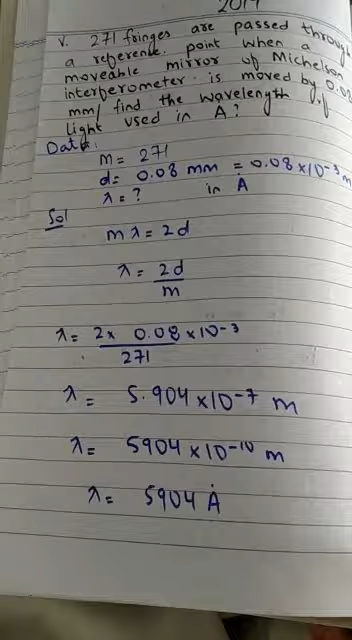 2019
V. 271 fringes are passed through
a reference point when a
moveable mirror of Michelson
interferometer is moved by 0.08
mm/ find the wavelength of
Light used in Å?
Data:
m = 271
d = 0.08 mm = 0.08 × 10⁻³ m
λ = ? in Å
Sol
m λ = 2d
λ = 2d / m
λ = 2 × 0.08 × 10⁻³ / 271
λ = 5.904 × 10⁻⁷ m
λ = 5904 × 10⁻¹⁰ m
λ = 5904 Å